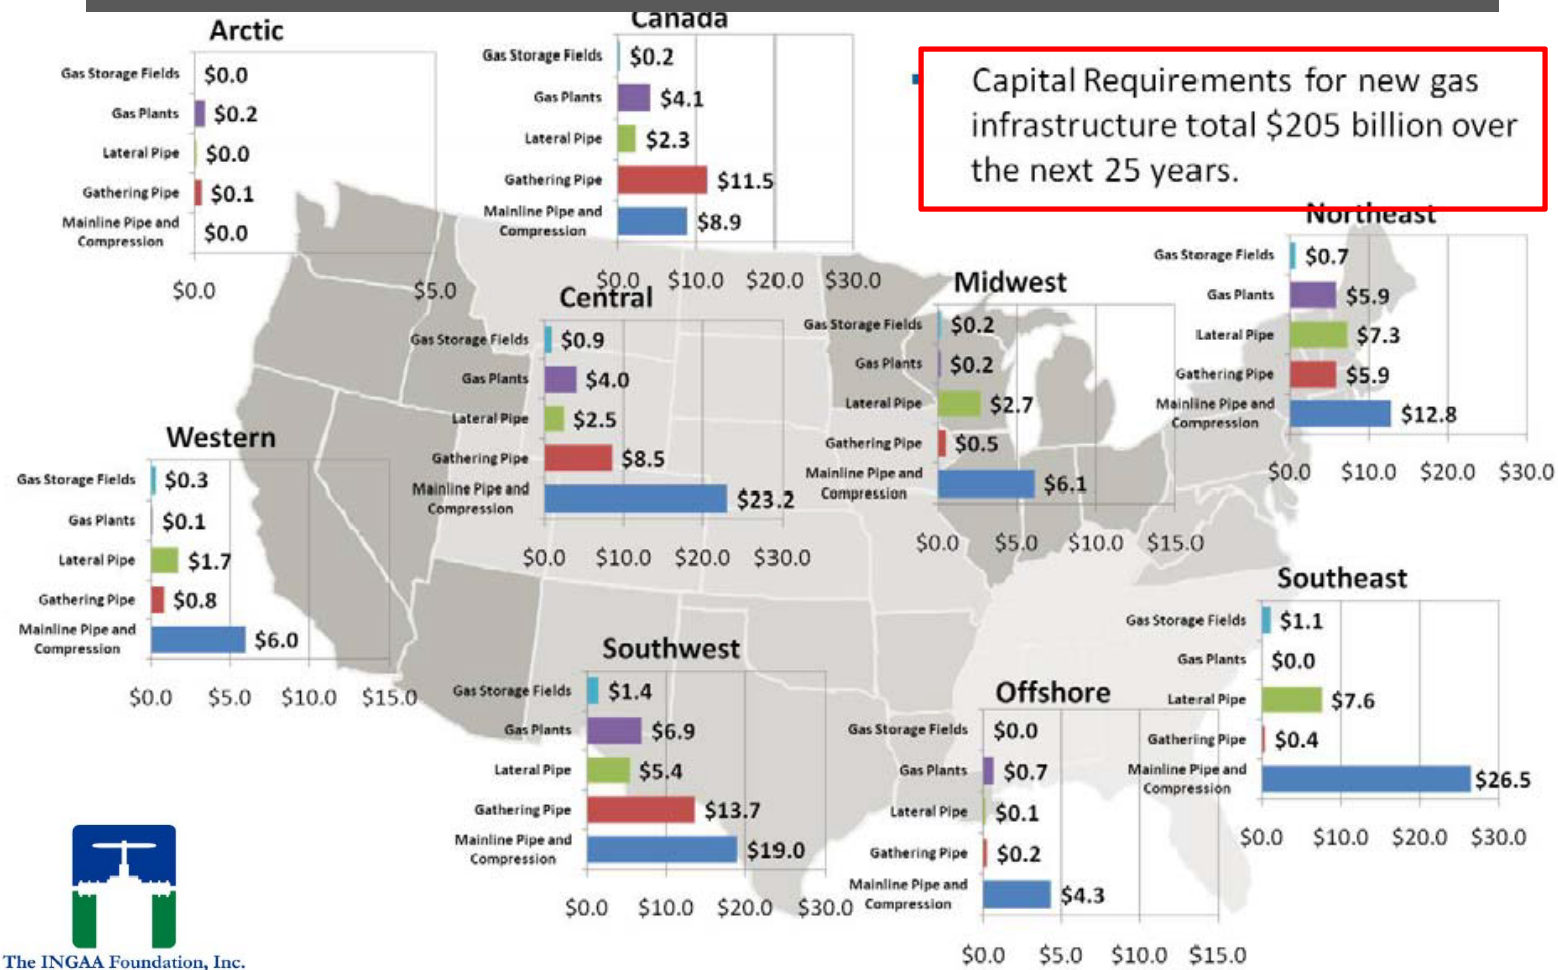 Arctic
Gas Storage Fields $0.0
Gas Plants $0.2
Lateral Pipe $0.0
Gathering Pipe $0.1
Mainline Pipe and
Compression $0.0
$0.0 $5.0
Canada
Gas Storage Fields $0.2
Gas Plants $4.1
Lateral Pipe $2.3
Gathering Pipe $11.5
Mainline Pipe and
Compression $8.9
$0.0 $10.0 $20.0 $30.0
Capital Requirements for new gas
infrastructure total $205 billion over
the next 25 years.
Northeast
Gas Storage Fields $0.7
Gas Plants $5.9
Lateral Pipe $7.3
Gathering Pipe $5.9
Mainline Pipe and
Compression $12.8
$0.0 $10.0 $20.0 $30.0
Central
Gas Storage Fields $0.9
Gas Plants $4.0
Lateral Pipe $2.5
Gathering Pipe $8.5
Mainline Pipe and
Compression $23.2
$0.0 $10.0 $20.0 $30.0
Midwest
Gas Storage Fields $0.2
Gas Plants $0.2
Lateral Pipe $2.7
Gathering Pipe $0.5
Mainline Pipe and
Compression $6.1
$0.0 $5.0 $10.0 $15.0
Western
Gas Storage Fields $0.3
Gas Plants $0.1
Lateral Pipe $1.7
Gathering Pipe $0.8
Mainline Pipe and
Compression $6.0
$0.0 $5.0 $10.0 $15.0
Southwest
Gas Storage Fields $1.4
Gas Plants $6.9
Lateral Pipe $5.4
Gathering Pipe $13.7
Mainline Pipe and
Compression $19.0
$0.0 $10.0 $20.0 $30.0
Offshore
Gas Storage Fields $0.0
Gas Plants $0.7
Lateral Pipe $0.1
Gathering Pipe $0.2
Mainline Pipe and
Compression $4.3
$0.0 $5.0 $10.0 $15.0
Southeast
Gas Storage Fields $1.1
Gas Plants $0.0
Lateral Pipe $7.6
Gathering Pipe $0.4
Mainline Pipe and
Compression $26.5
$0.0 $10.0 $20.0 $30.0
The INGAA Foundation, Inc.